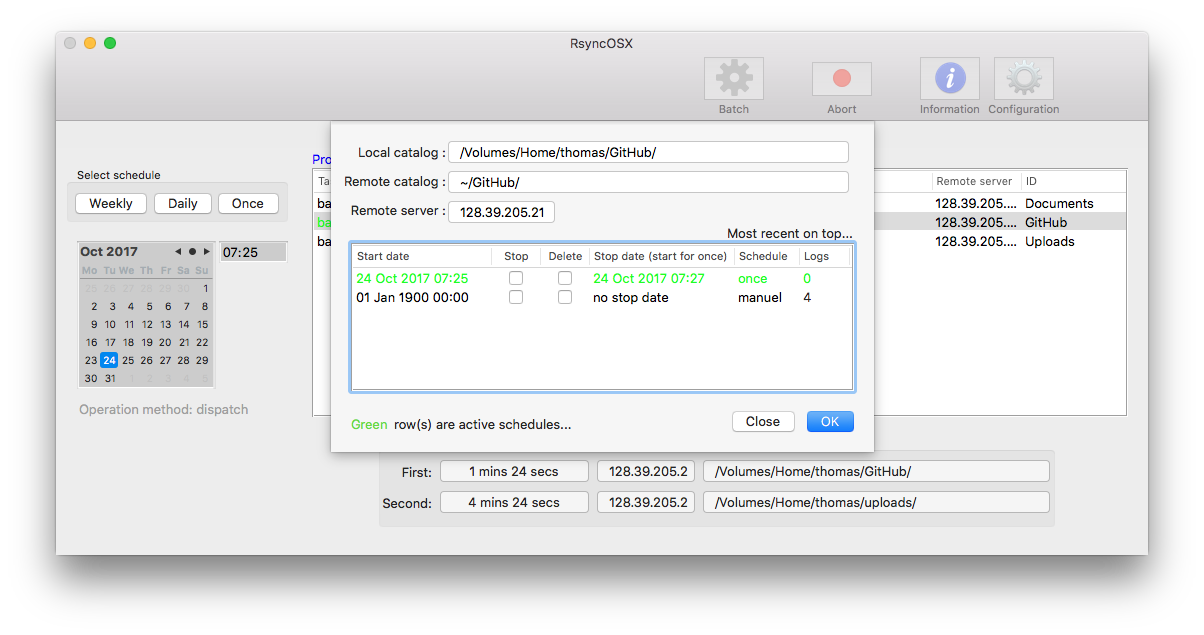 RsyncOSX
Batch Abort Information Configuration
Select schedule
Weekly Daily Once
Oct 2017 07:25
Mo Tu We Th Fr Sa Su
25 26 27 28 29 30 1
2 3 4 5 6 7 8
9 10 11 12 13 14 15
16 17 18 19 20 21 22
23 24 25 26 27 28 29
30 31 1 2 3 4 5
Operation method: dispatch
Pro
Ta Remote server ID
ba 128.39.205.... Documents
ba 128.39.205.... GitHub
ba 128.39.205.... Uploads
Local catalog : /Volumes/Home/thomas/GitHub/
Remote catalog : ~/GitHub/
Remote server : 128.39.205.21
Most recent on top...
Start date Stop Delete Stop date (start for once) Schedule Logs
24 Oct 2017 07:25 24 Oct 2017 07:27 once 0
01 Jan 1900 00:00 no stop date manuel 4
Green row(s) are active schedules...
Close OK
First: 1 mins 24 secs 128.39.205.2 /Volumes/Home/thomas/GitHub/
Second: 4 mins 24 secs 128.39.205.2 /Volumes/Home/thomas/uploads/